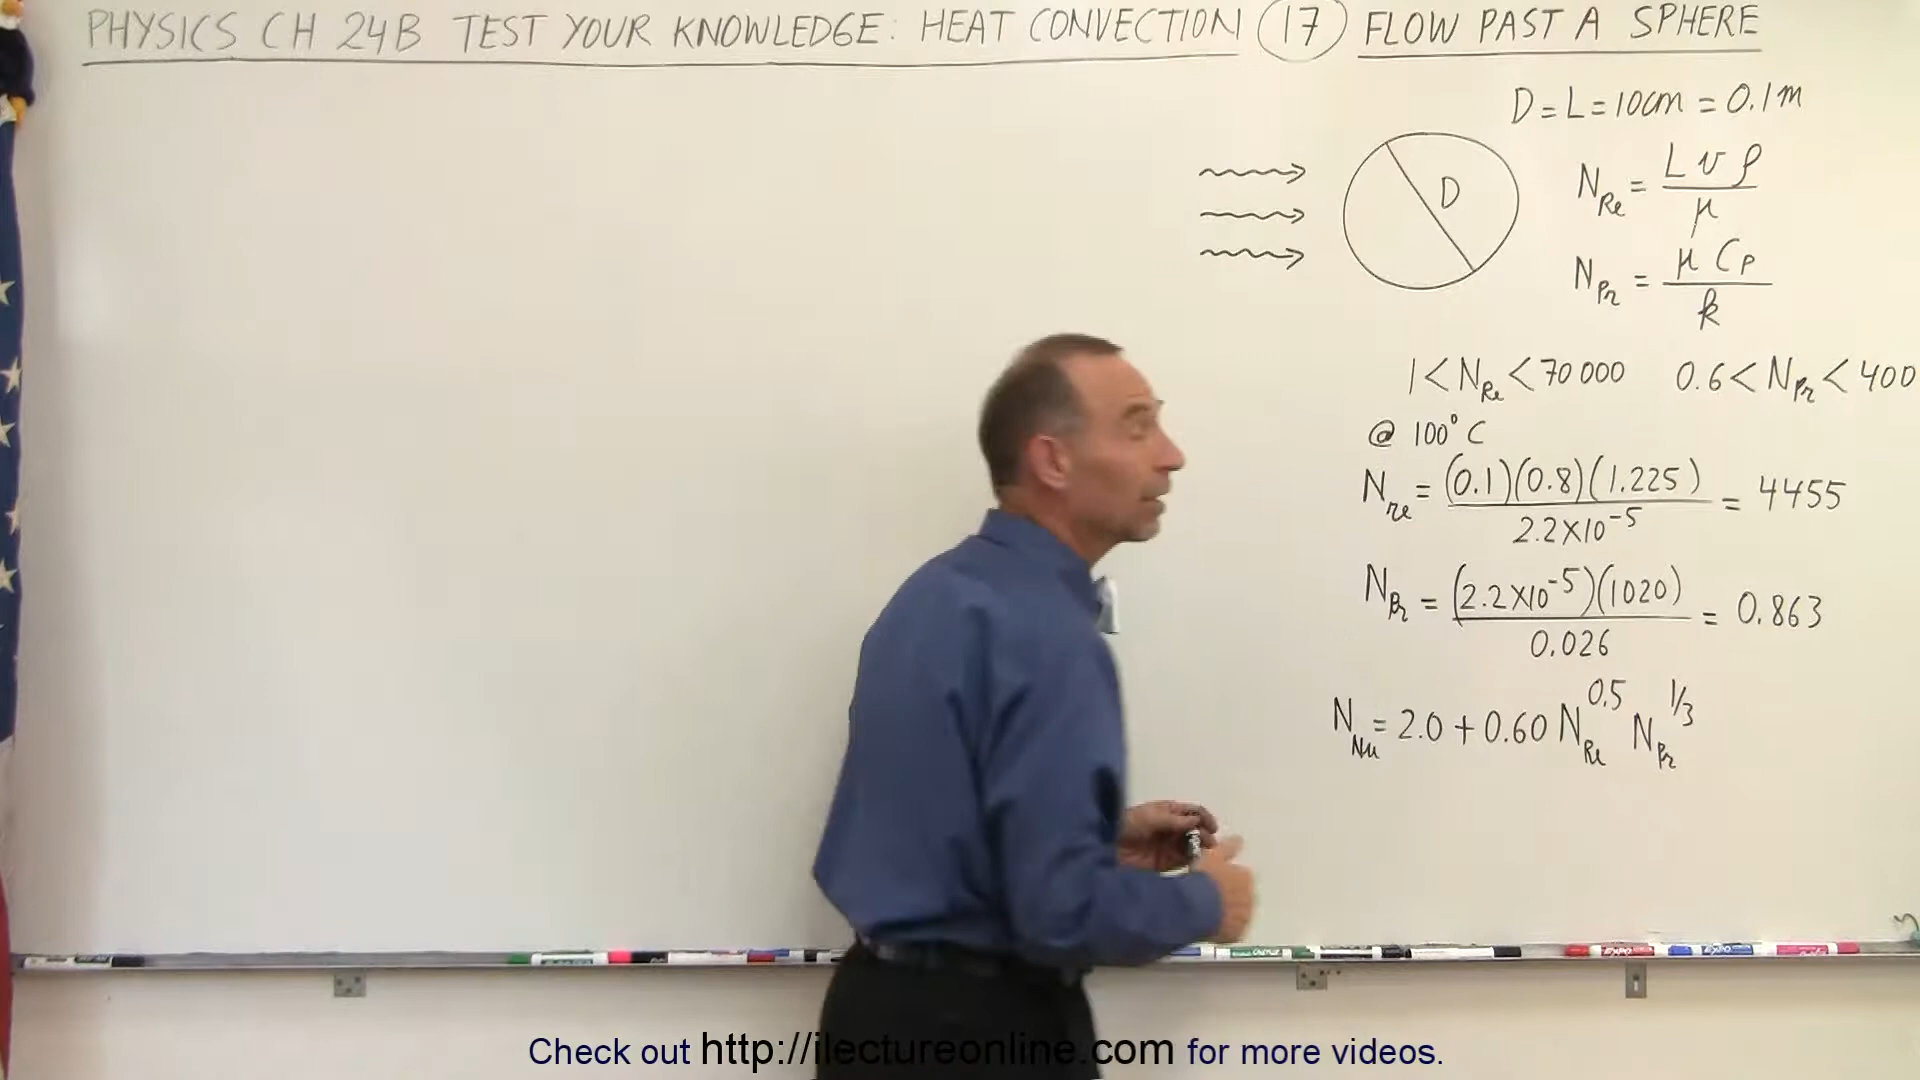 PHYSICS CH 24B TEST YOUR KNOWLEDGE: HEAT CONVECTION 17 FLOW PAST A SPHERE
D = L = 10cm = 0.1m
D
N_Re = L v ρ / μ
N_Pr = μ C_P / k
1 < N_Re < 70 000 0.6 < N_Pr < 400
@ 100° C
N_re = (0.1)(0.8)(1.225) / 2.2×10^-5 = 4455
N_Pr = (2.2×10^-5)(1020) / 0.026 = 0.863
N_Nu = 2.0 + 0.60 N_Re^0.5 N_Pr^1/3
Check out http://ilectureonline.com for more videos.